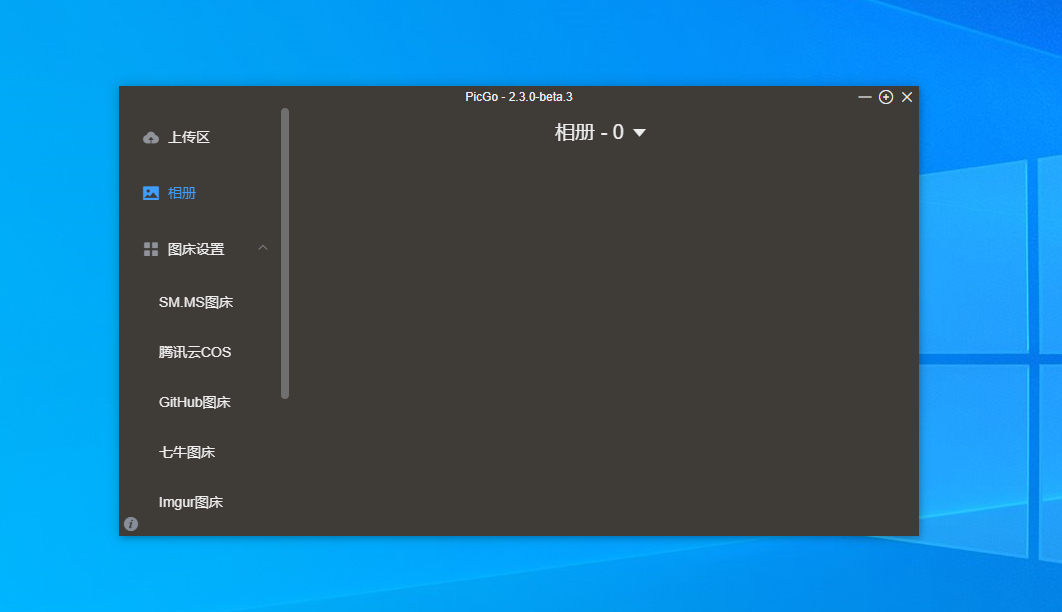 PicGo - 2.3.0-beta.3
上传区
相册 - 0
相册
图床设置
SM.MS图床
腾讯云COS
GitHub图床
七牛图床
Imgur图床
i